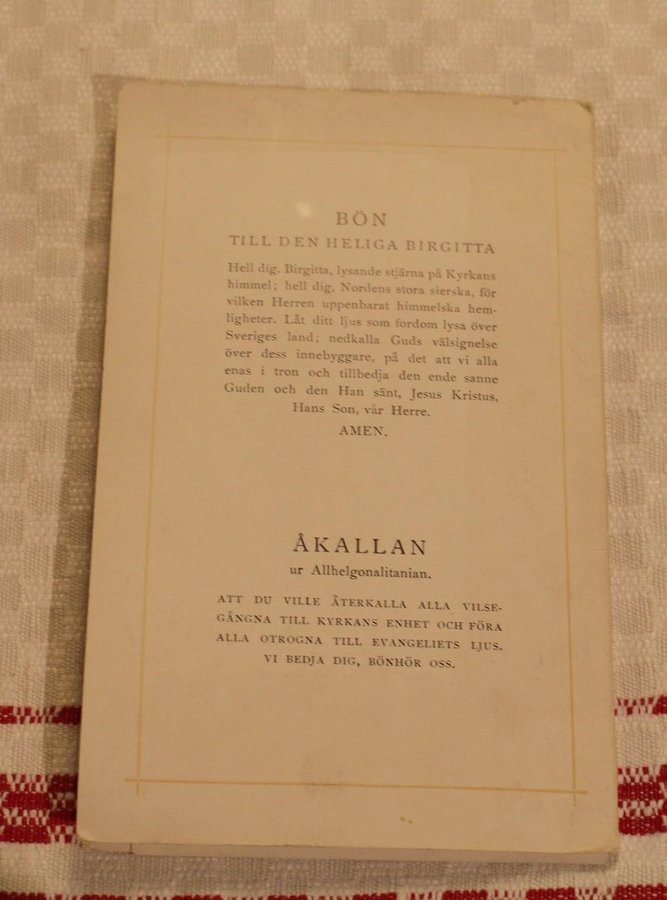 BÖN
TILL DEN HELIGA BIRGITTA
Hell dig, Birgitta, lysande stjärna på Kyrkans
himmel; hell dig, Nordens stora sierska, för
vilken Herren uppenbarat himmelska hem-
ligheter. Låt ditt ljus som fordom lysa över
Sveriges land; nedkalla Guds välsignelse
över dess innebyggare, på det att vi alla
enas i tron och tillbedja den ende sanne
Guden och den Han sänt, Jesus Kristus,
Hans Son, vår Herre.
AMEN.
ÅKALLAN
ur Allhelgonalitanian.
ATT DU VILLE ÅTERKALLA ALLA VILSE-
GÅNGNA TILL KYRKANS ENHET OCH FÖRA
ALLA OTROGNA TILL EVANGELIETS LJUS.
VI BEDJA DIG, BÖNHÖR OSS.